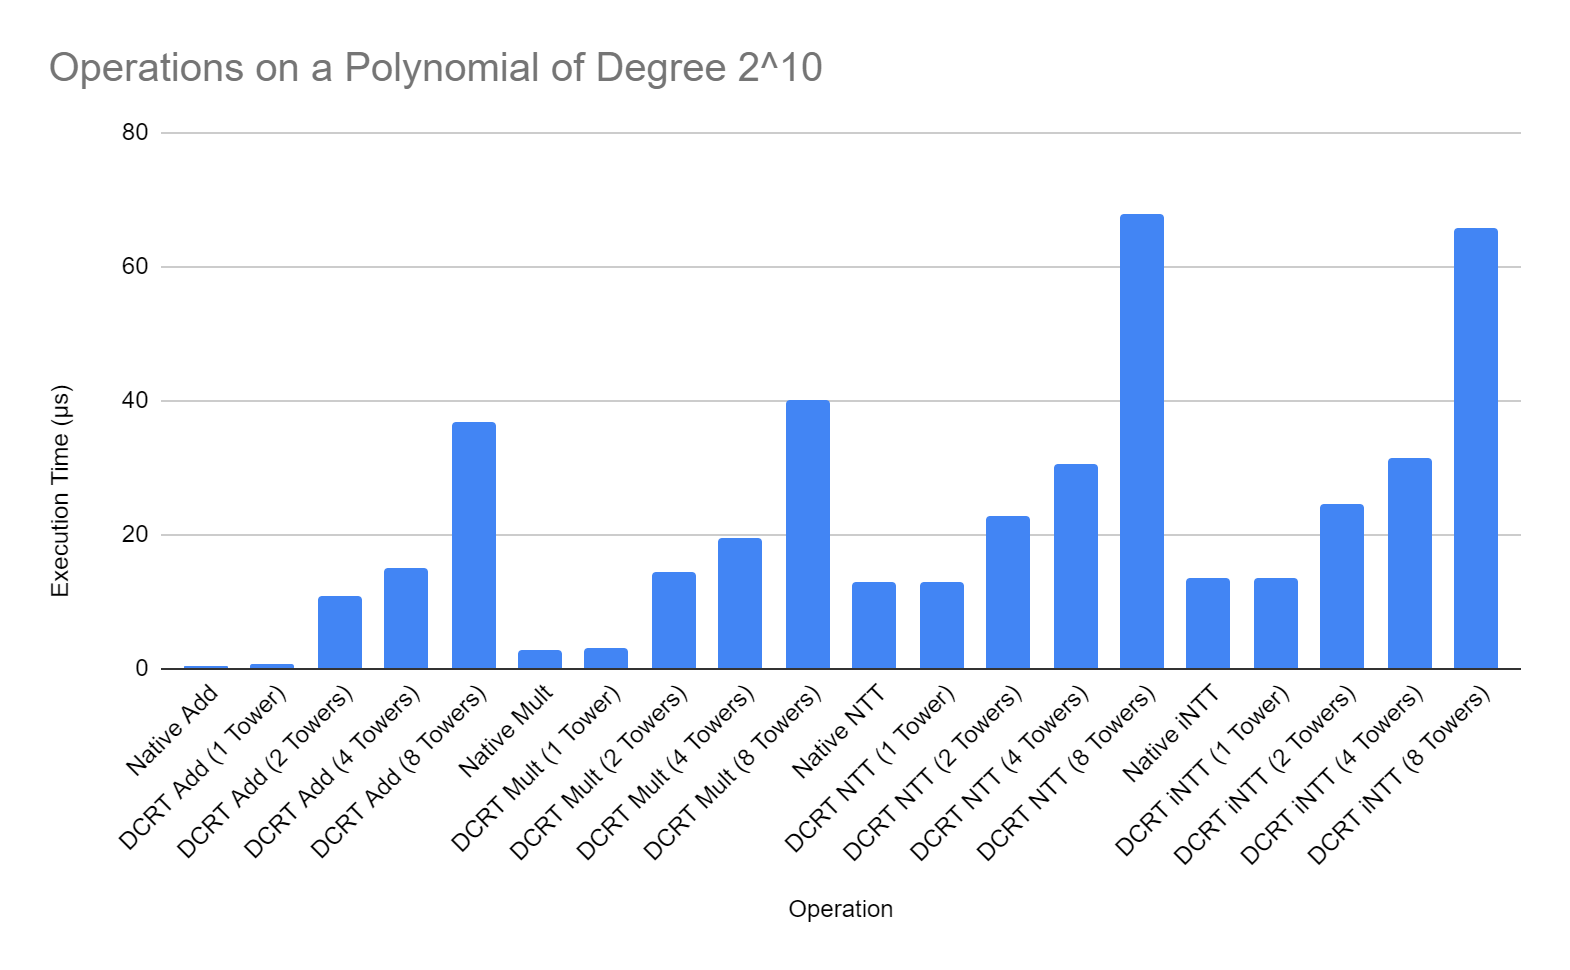 Operations on a Polynomial of Degree 2^10
80
60
40
20
0
Execution Time (μs)
Native Add
DCRT Add (1 Tower)
DCRT Add (2 Towers)
DCRT Add (4 Towers)
DCRT Add (8 Towers)
Native Mult
DCRT Mult (1 Tower)
DCRT Mult (2 Towers)
DCRT Mult (4 Towers)
DCRT Mult (8 Towers)
Native NTT
DCRT NTT (1 Tower)
DCRT NTT (2 Towers)
DCRT NTT (4 Towers)
DCRT NTT (8 Towers)
Native iNTT
DCRT iNTT (1 Tower)
DCRT iNTT (2 Towers)
DCRT iNTT (4 Towers)
DCRT iNTT (8 Towers)
Operation